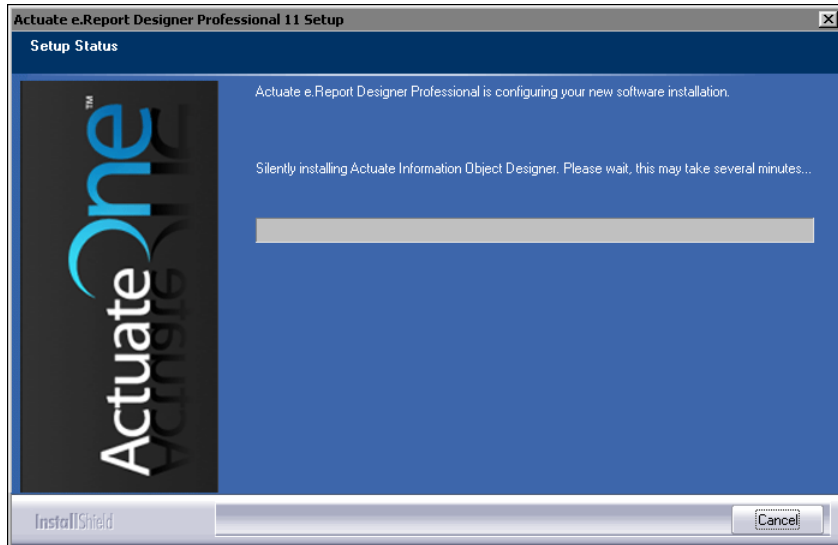 Actuate e.Report Designer Professional 11 Setup
Setup Status
Actuate e.Report Designer Professional is configuring your new software installation.
Silently installing Actuate Information Object Designer. Please wait, this may take several minutes...
ActuateOne™
InstallShield
Cancel